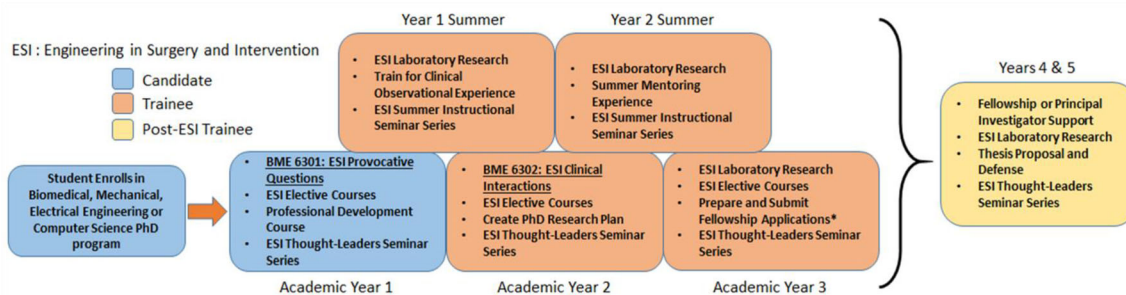 Year 1 Summer
Year 2 Summer
ESI : Engineering in Surgery and Intervention
Candidate
Trainee
Post-ESI Trainee
• ESI Laboratory Research
• Train for Clinical
Observational Experience
• ESI Summer Instructional
Seminar Series
• ESI Laboratory Research
• Summer Mentoring
Experience
• ESI Summer Instructional
Seminar Series
Student Enrolls in
Biomedical, Mechanical,
Electrical Engineering or
Computer Science PhD
program
• BME 6301: ESI Provocative
Questions
• ESI Elective Courses
• Professional Development
Course
• ESI Thought-Leaders Seminar
Series
• BME 6302: ESI Clinical
Interactions
• ESI Elective Courses
• Create PhD Research Plan
• ESI Thought-Leaders Seminar
Series
• ESI Laboratory Research
• ESI Elective Courses
• Prepare and Submit
Fellowship Applications*
• ESI Thought-Leaders Seminar
Series
Academic Year 1
Academic Year 2
Academic Year 3
Years 4 & 5
• Fellowship or Principal
Investigator Support
• ESI Laboratory Research
• Thesis Proposal and
Defense
• ESI Thought-Leaders
Seminar Series